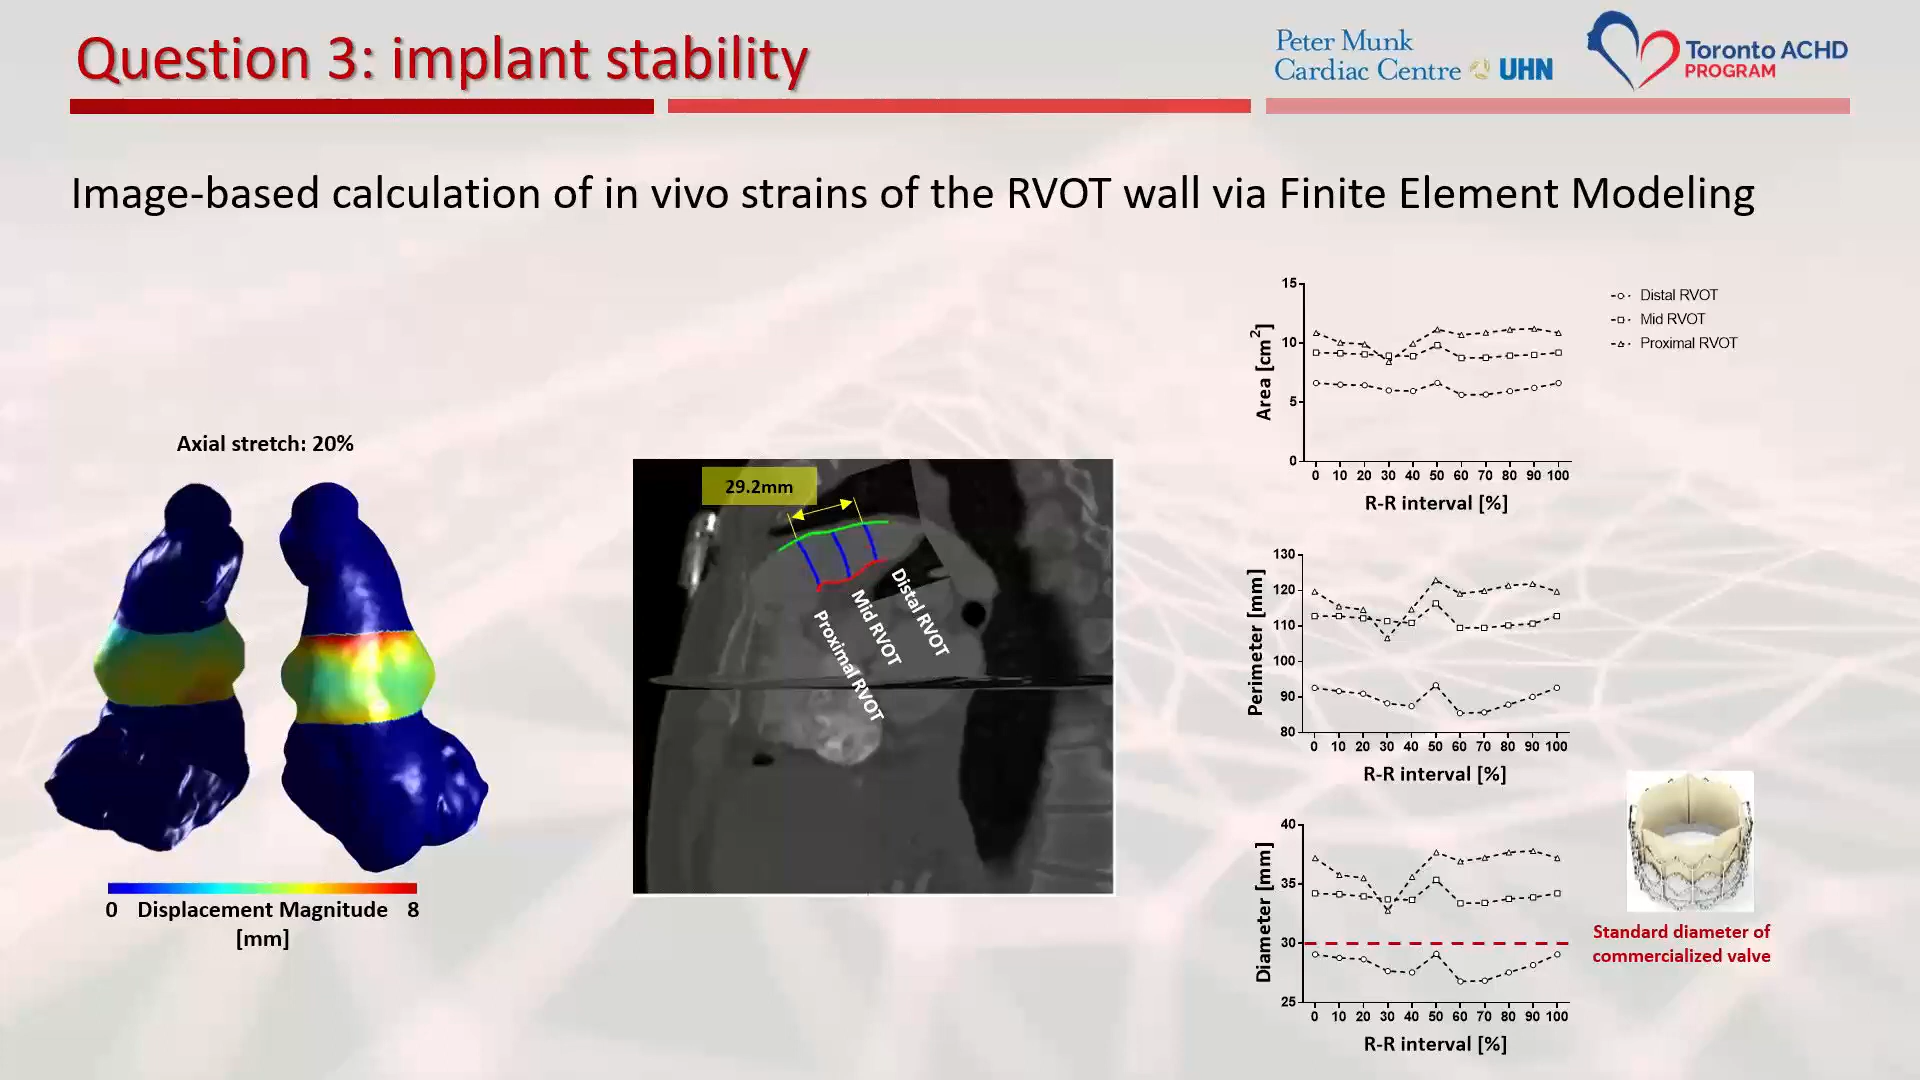 Question 3: implant stability
Peter Munk
Cardiac Centre UHN
Toronto ACHD
PROGRAM
Image-based calculation of in vivo strains of the RVOT wall via Finite Element Modeling
Axial stretch: 20%
0 Displacement Magnitude 8
[mm]
29.2mm
Proximal RVOT
Mid RVOT
Distal RVOT
Area [cm2]
15
10
5
0
0 10 20 30 40 50 60 70 80 90 100
R-R interval [%]
Distal RVOT
Mid RVOT
Proximal RVOT
Perimeter [mm]
130
120
110
100
90
80
0 10 20 30 40 50 60 70 80 90 100
R-R interval [%]
Diameter [mm]
40
35
30
25
0 10 20 30 40 50 60 70 80 90 100
R-R interval [%]
Standard diameter of
commercialized valve